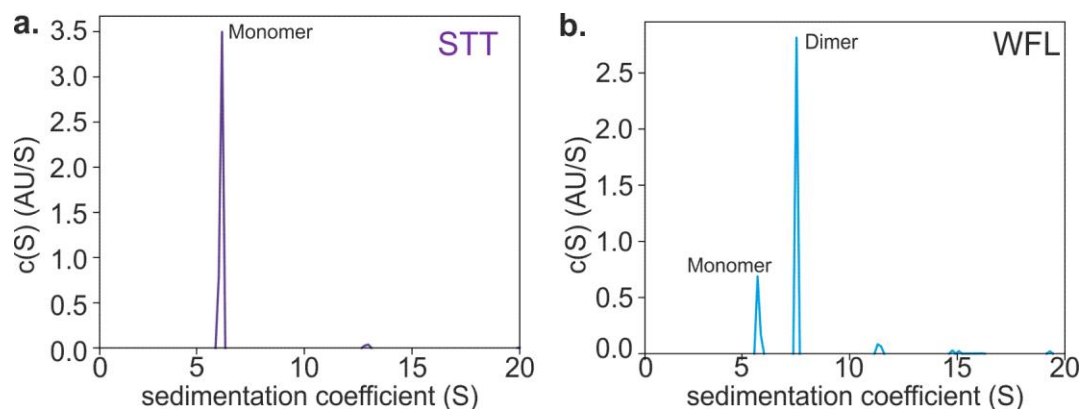 a.
STT
Monomer
c(S) (AU/S)
3.5
3.0
2.5
2.0
1.5
1.0
0.5
0.0
0 5 10 15 20
sedimentation coefficient (S)
b.
WFL
Dimer
Monomer
c(S) (AU/S)
2.5
2.0
1.5
1.0
0.5
0.0
0 5 10 15 20
sedimentation coefficient (S)